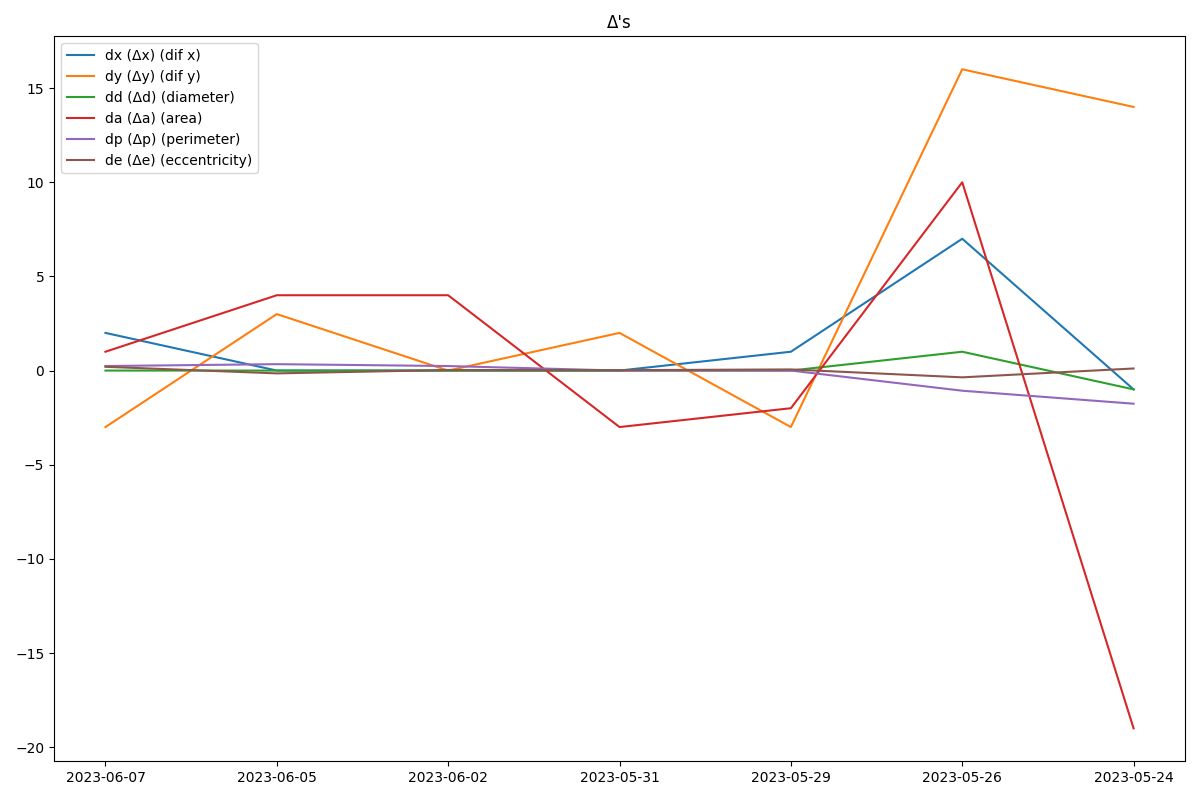 Δ's
dx (Δx) (dif x)
dy (Δy) (dif y)
dd (Δd) (diameter)
da (Δa) (area)
dp (Δp) (perimeter)
de (Δe) (eccentricity)
15
10
5
0
−5
−10
−15
−20
2023-06-07 2023-06-05 2023-06-02 2023-05-31 2023-05-29 2023-05-26 2023-05-24